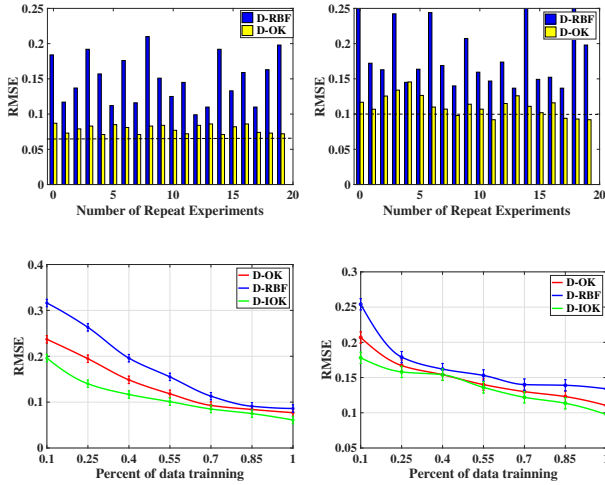 0.25
0.2
0.15
0.1
0.05
0
RMSE
D-RBF
D-OK
0 5 10 15 20
Number of Repeat Experiments
0.25
0.2
0.15
0.1
0.05
0
RMSE
D-RBF
D-OK
0 5 10 15 20
Number of Repeat Experiments
0.4
0.3
0.2
0.1
0
RMSE
D-OK
D-RBF
D-IOK
0.1 0.25 0.4 0.55 0.7 0.85 1
Percent of data trainning
0.3
0.25
0.2
0.15
0.1
0.05
RMSE
D-OK
D-RBF
D-IOK
0.1 0.25 0.4 0.55 0.7 0.85 1
Percent of data trainning